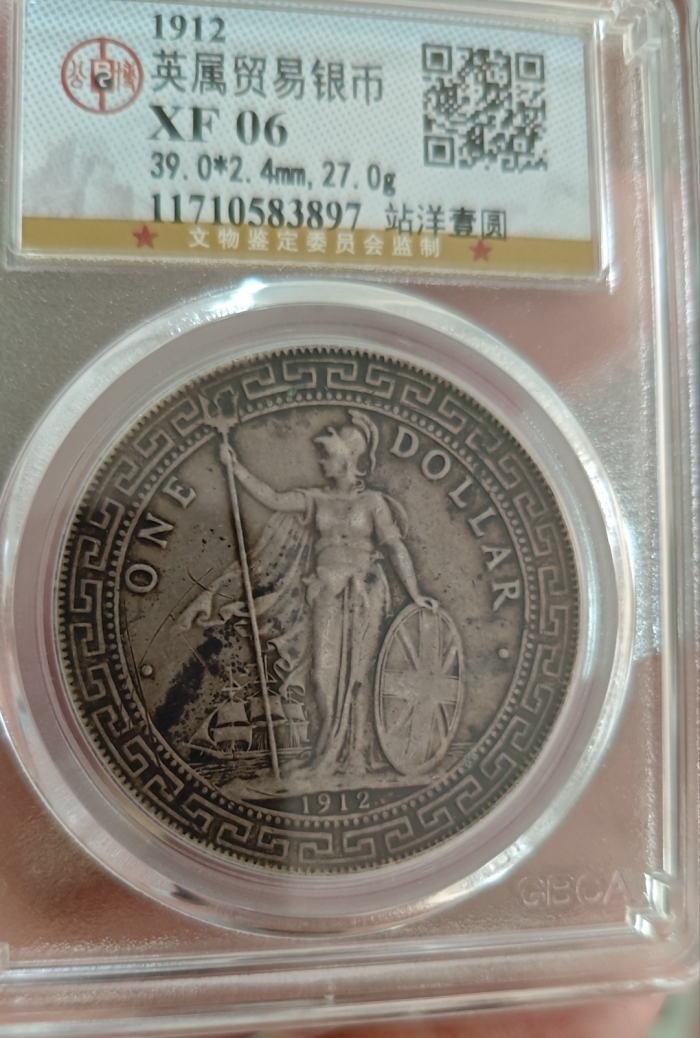 1912
英属贸易银币
XF 06
39.0*2.4mm,27.0g
11710583897 站洋壹圆
文物鉴定委员会监制
ONE DOLLAR
1912
GBCA